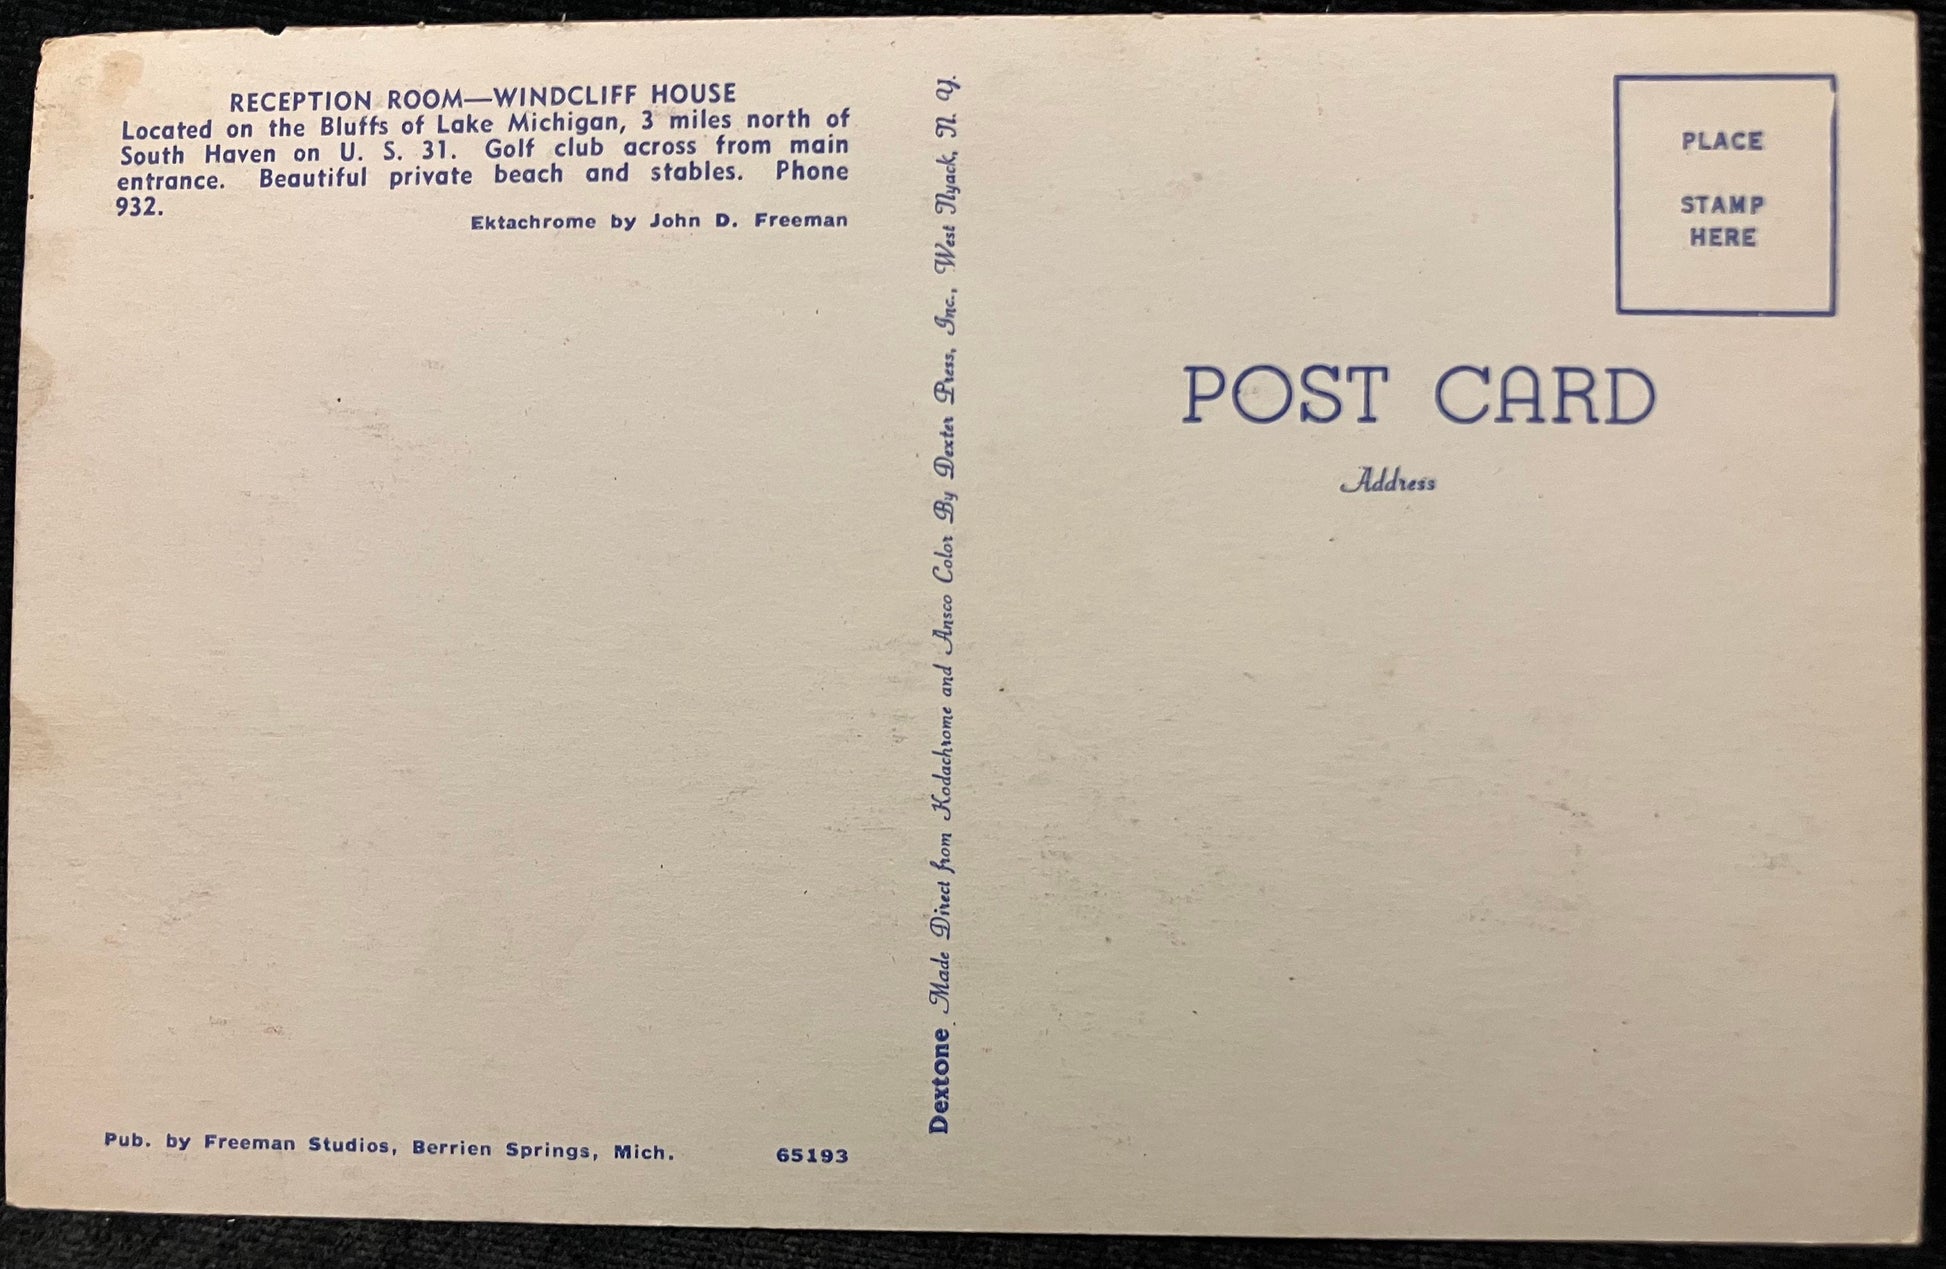 RECEPTION ROOM—WINDCLIFF HOUSE
Located on the Bluffs of Lake Michigan, 3 miles north of
South Haven on U. S. 31. Golf club across from main
entrance. Beautiful private beach and stables. Phone
932.
Ektachrome by John D. Freeman
Pub. by Freeman Studios, Berrien Springs, Mich. 65193
Dextone Made Direct from Kodachrome and Ansco Color By Dexter Press, Inc., West Nyack, N. Y.
PLACE
STAMP
HERE
POST CARD
Address